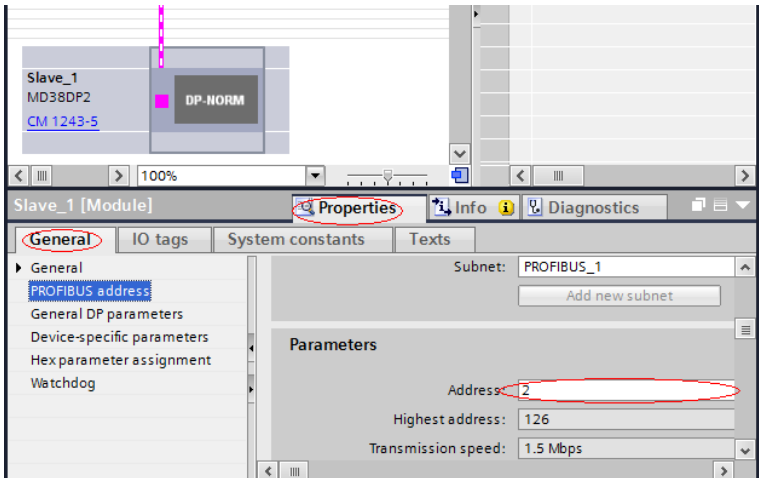 Slave_1
MD38DP2
DP-NORM
CM 1243-5
100%
Slave_1 [Module]
Properties
Info
Diagnostics
General
IO tags
System constants
Texts
General
PROFIBUS address
General DP parameters
Device-specific parameters
Hex parameter assignment
Watchdog
Subnet: PROFIBUS_1
Add new subnet
Parameters
Address: 2
Highest address: 126
Transmission speed: 1.5 Mbps